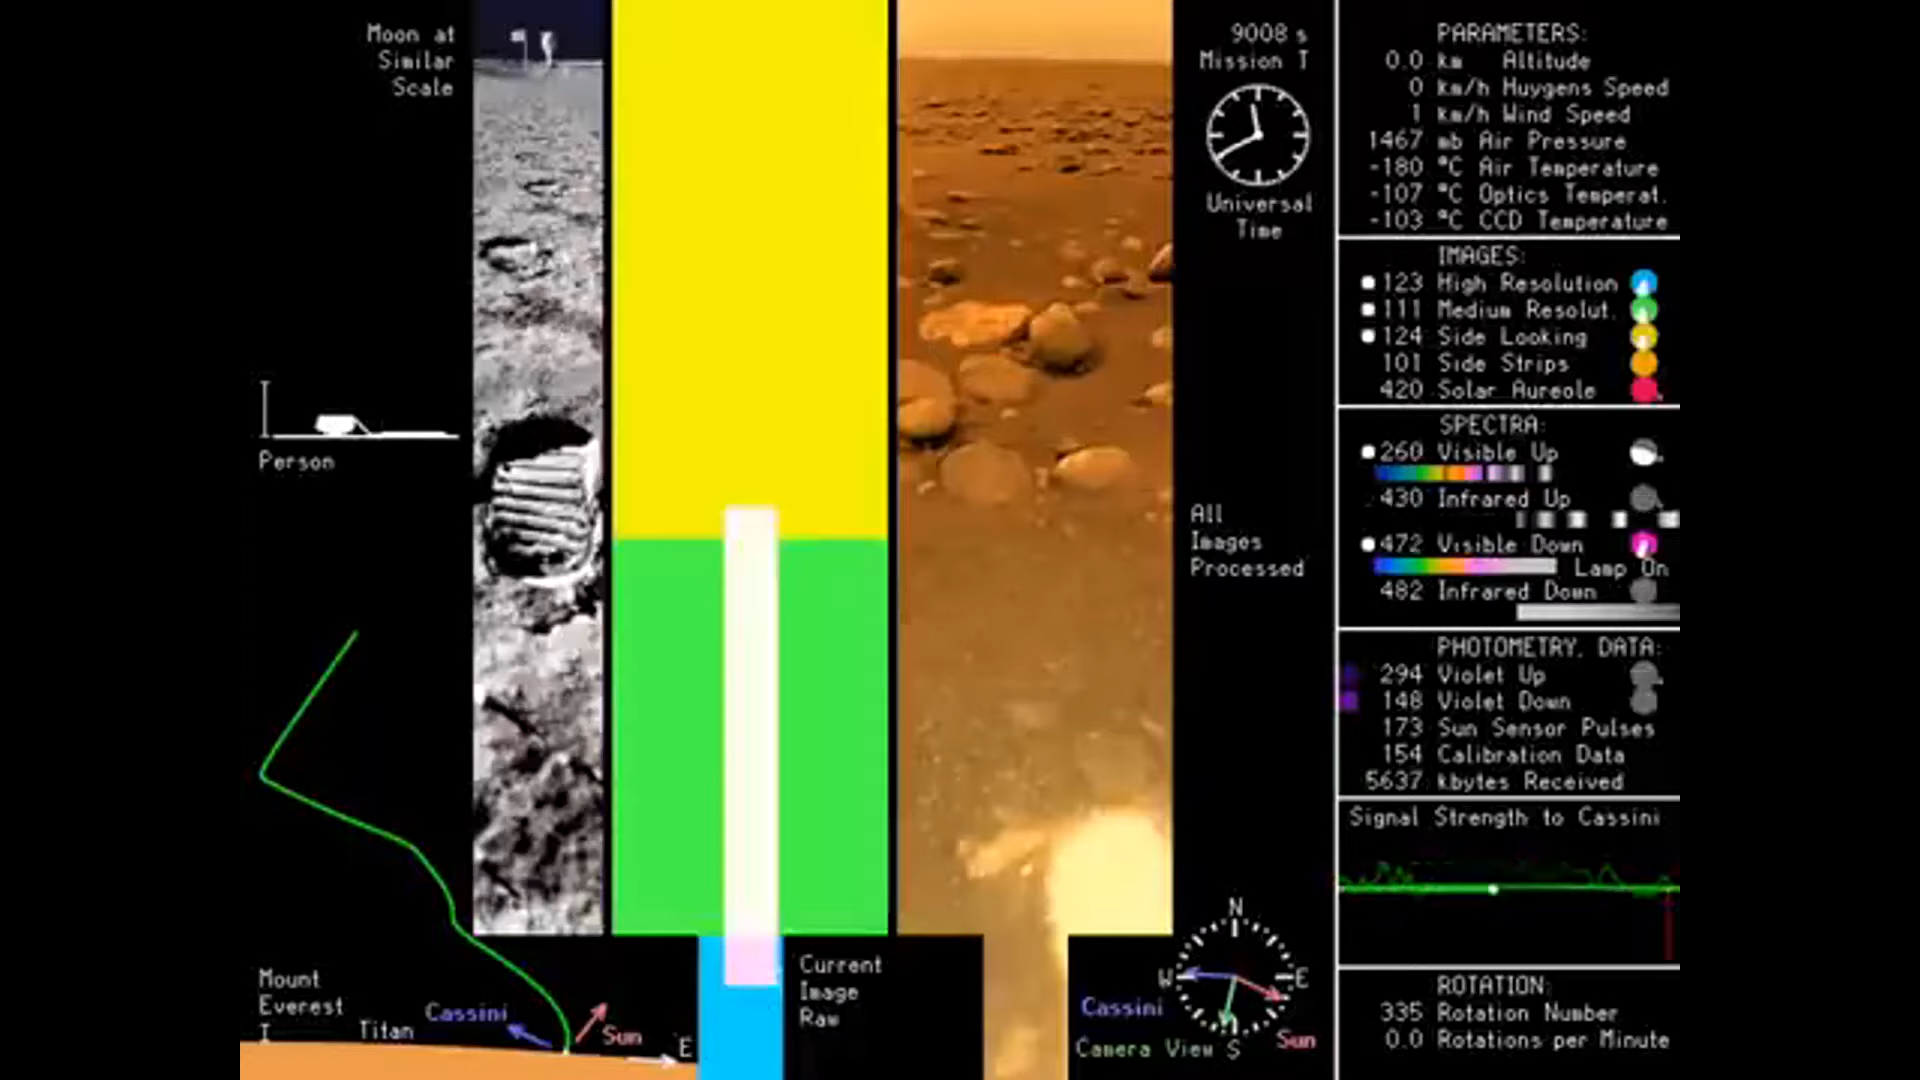 Moon at
Similar
Scale
Person
Mount
Everest
Titan
Cassini
Sun
E
Current
Image
Raw
9008 s
Mission T
Universal
Time
All
Images
Processed
N
W
E
S
Cassini
Camera View
Sun
PARAMETERS:
0.0 km Altitude
0 km/h Huygens Speed
1 km/h Wind Speed
1467 mb Air Pressure
-180 °C Air Temperature
-107 °C Optics Temperat.
-103 °C CCD Temperature
IMAGES:
123 High Resolution
111 Medium Resolut.
124 Side Looking
101 Side Strips
420 Solar Aureole
SPECTRA:
260 Visible Up
430 Infrared Up
472 Visible Down
Lamp On
482 Infrared Down
PHOTOMETRY, DATA:
294 Violet Up
148 Violet Down
173 Sun Sensor Pulses
154 Calibration Data
5637 kbytes Received
Signal Strength to Cassini
ROTATION:
335 Rotation Number
0.0 Rotations per Minute